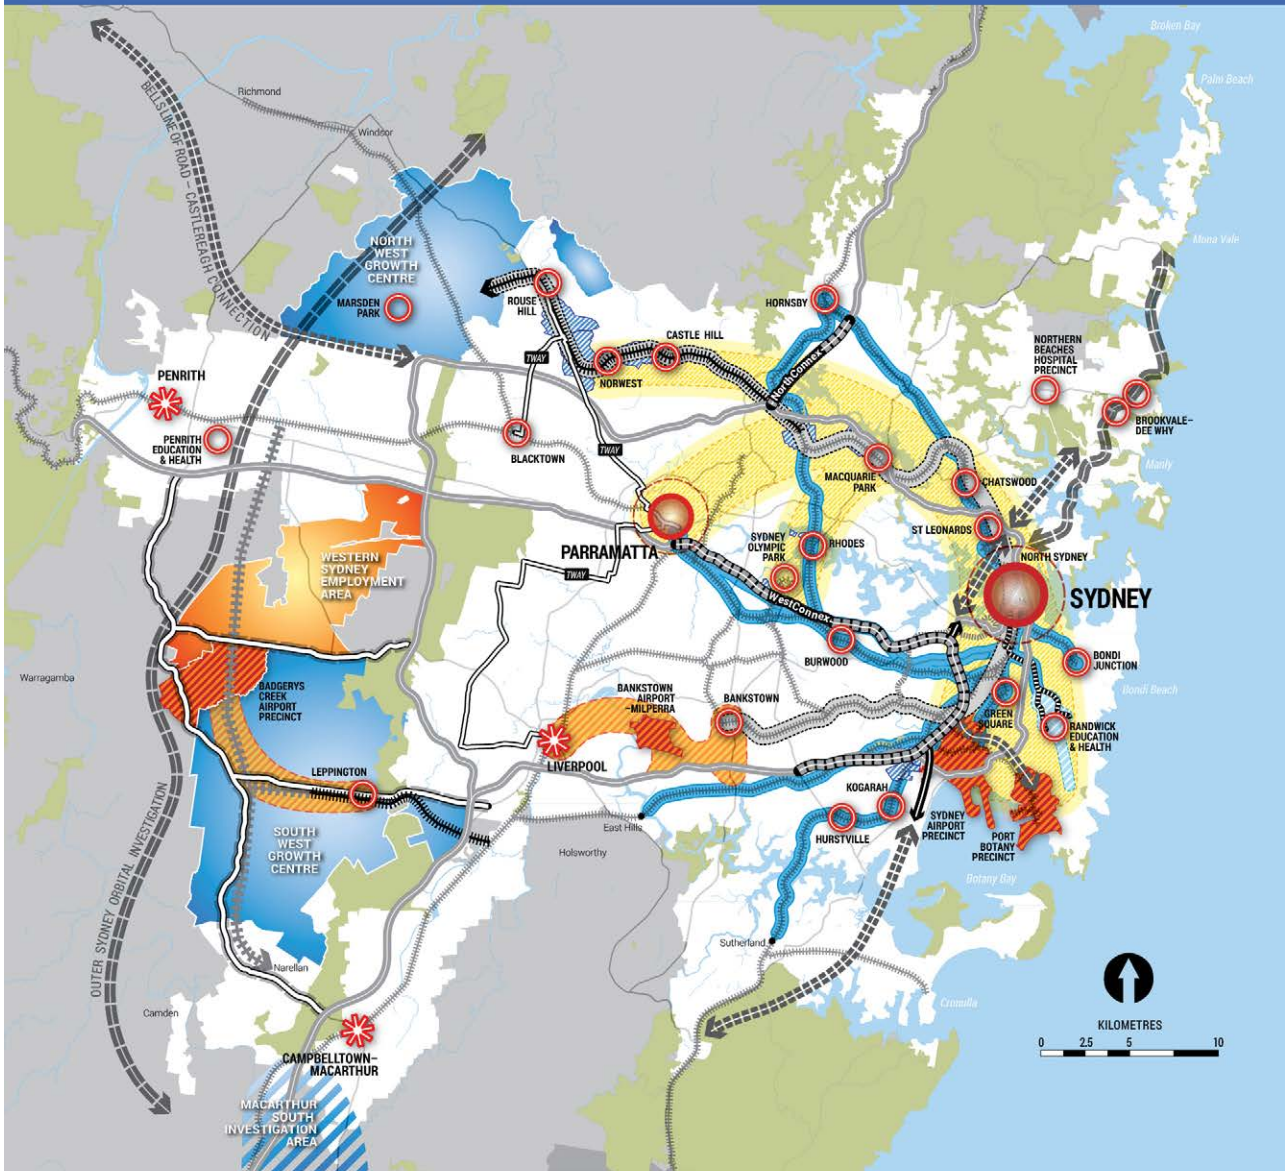 Broken Bay
Palm Beach
BELLS LINE OF ROAD – CASTLEREAGH CONNECTION
Richmond
Windsor
Mona Vale
NORTH
WEST
GROWTH
CENTRE
MARSDEN
PARK
ROUSE
HILL
HORNSBY
CASTLE HILL
NORWEST
NorthConnex
NORTHERN
BEACHES
HOSPITAL
PRECINCT
TWAY
PENRITH
BROOKVALE–
DEE WHY
PENRITH
EDUCATION
& HEALTH
BLACKTOWN
TWAY
MACQUARIE
PARK
CHATSWOOD
Manly
ST LEONARDS
PARRAMATTA
SYDNEY
OLYMPIC
PARK
RHODES
NORTH SYDNEY
WESTERN
SYDNEY
EMPLOYMENT
AREA
TWAY
WestConnex
SYDNEY
BURWOOD
BONDI
JUNCTION
Bondi Beach
Warragamba
BADGERYS
CREEK
AIRPORT
PRECINCT
BANKSTOWN
AIRPORT
–MILPERRA
BANKSTOWN
GREEN
SQUARE
RANDWICK
EDUCATION
& HEALTH
LIVERPOOL
LEPPINGTON
KOGARAH
East Hills
HURSTVILLE
SYDNEY
AIRPORT
PRECINCT
PORT
BOTANY
PRECINCT
SOUTH
WEST
GROWTH
CENTRE
Holsworthy
Botany Bay
OUTER SYDNEY ORBITAL INVESTIGATION
Narellan
Sutherland
Cronulla
Camden
CAMPBELLTOWN–
MACARTHUR
KILOMETRES
0 2.5 5 10
MACARTHUR
SOUTH
INVESTIGATION
AREA